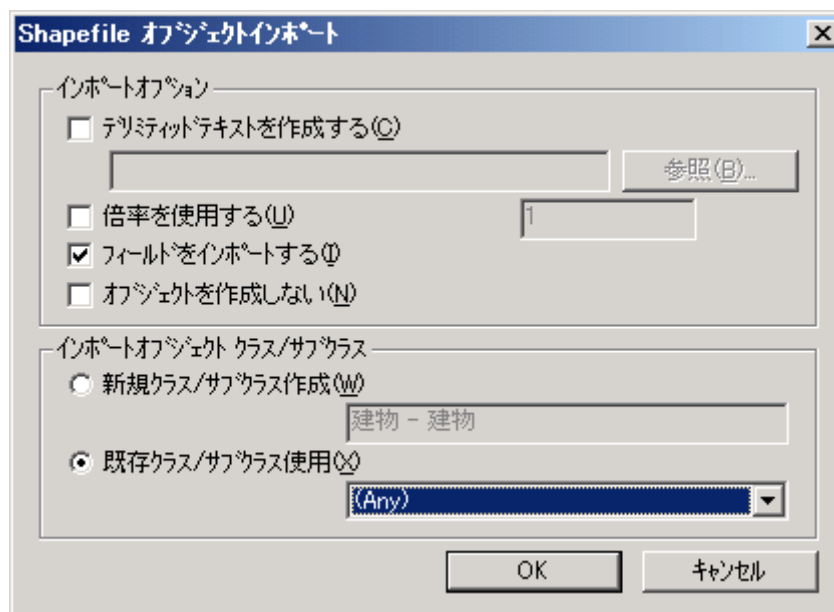 Shapefile ｵﾌﾞｼﾞｪｸﾄｲﾝﾎﾟｰﾄ
ｲﾝﾎﾟｰﾄｵﾌﾟｼｮﾝ
ﾃﾞﾘﾐﾃｨｯﾄﾞﾃｷｽﾄを作成する(C)
参照(B)...
倍率を使用する(U)
1
ﾌｨｰﾙﾄﾞをｲﾝﾎﾟｰﾄする(I)
ｵﾌﾞｼﾞｪｸﾄを作成しない(N)
ｲﾝﾎﾟｰﾄｵﾌﾞｼﾞｪｸﾄ ｸﾗｽ/ｻﾌﾞｸﾗｽ
新規ｸﾗｽ/ｻﾌﾞｸﾗｽ作成(W)
建物 - 建物
既存ｸﾗｽ/ｻﾌﾞｸﾗｽ使用(X)
(Any)
OK
ｷｬﾝｾﾙ